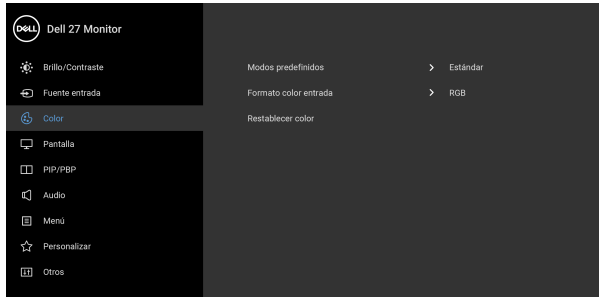 DELL Dell 27 Monitor
Brillo/Contraste
Fuente entrada
Color
Pantalla
PIP/PBP
Audio
Menú
Personalizar
Otros
Modos predefinidos > Estándar
Formato color entrada > RGB
Restablecer color